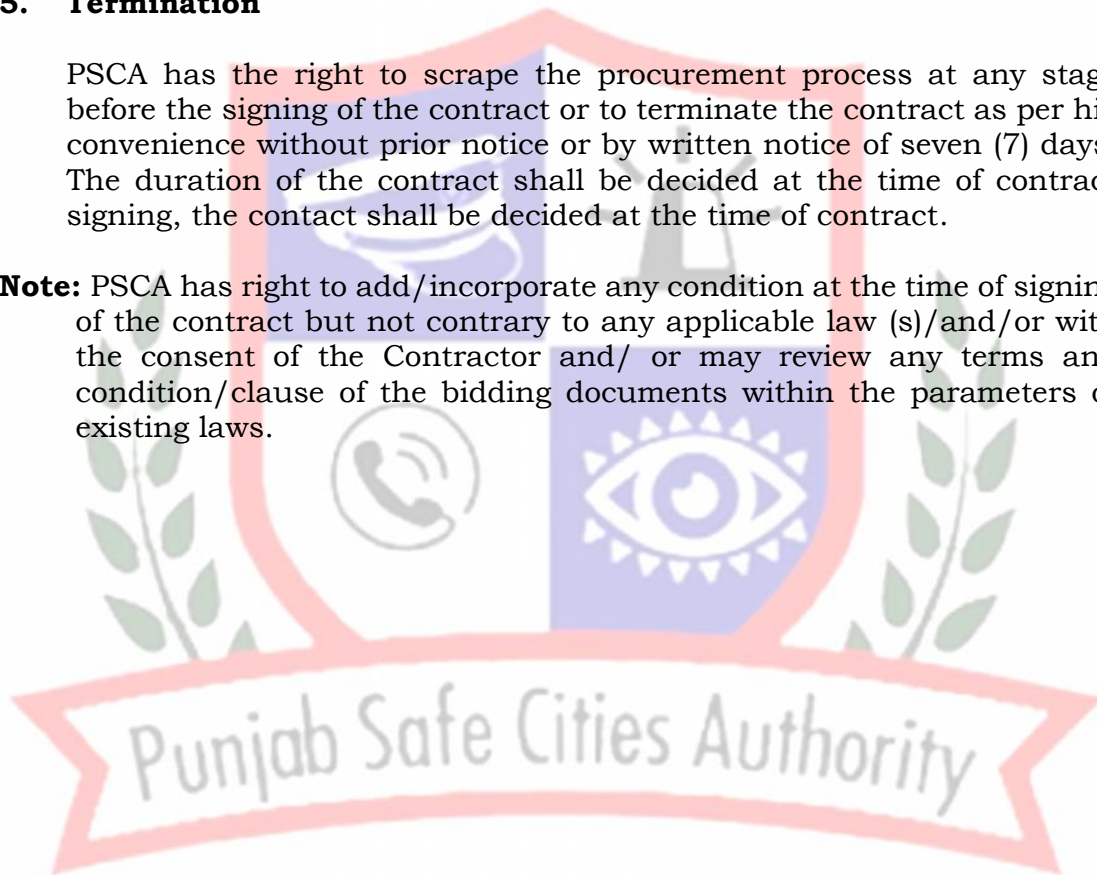 5. Termination
PSCA has the right to scrape the procurement process at any stag
before the signing of the contract or to terminate the contract as per hi
convenience without prior notice or by written notice of seven (7) days
The duration of the contract shall be decided at the time of contrac
signing, the contact shall be decided at the time of contract.
Note: PSCA has right to add/incorporate any condition at the time of signin
of the contract but not contrary to any applicable law (s)/and/or wit
the consent of the Contractor and/ or may review any terms an
condition/clause of the bidding documents within the parameters o
existing laws.
Punjab Safe Cities Authority